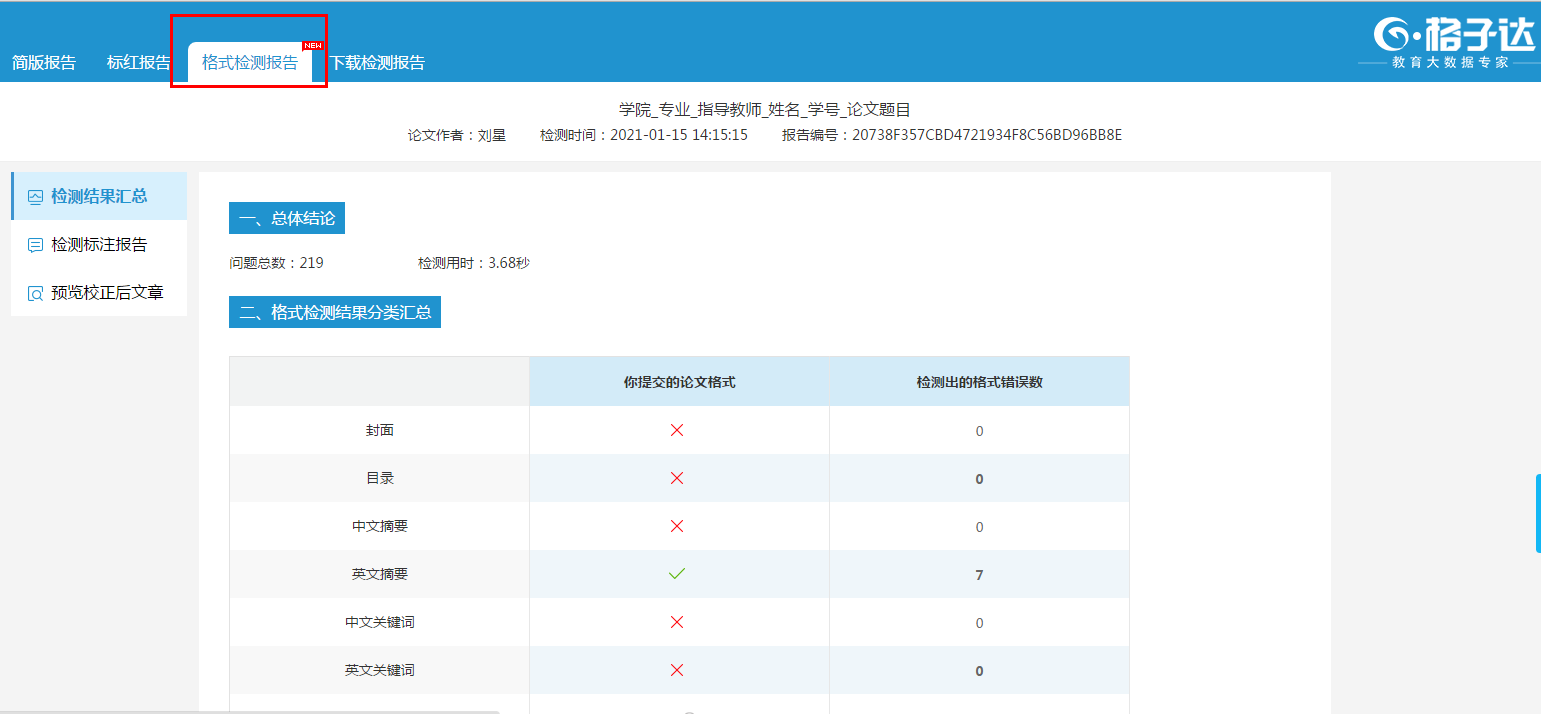 简版报告 标红报告 格式检测报告 NEW 下载检测报告
格子达
教育大数据专家
学院_专业_指导教师_姓名_学号_论文题目
论文作者：刘星 检测时间：2021-01-15 14:15:15 报告编号：20738F357CBD4721934F8C56BD96BB8E
检测结果汇总
检测标注报告
预览校正后文章
一、总体结论
问题总数：219 检测用时：3.68秒
二、格式检测结果分类汇总
你提交的论文格式 检测出的格式错误数
封面 0
目录 0
中文摘要 0
英文摘要 7
中文关键词 0
英文关键词 0